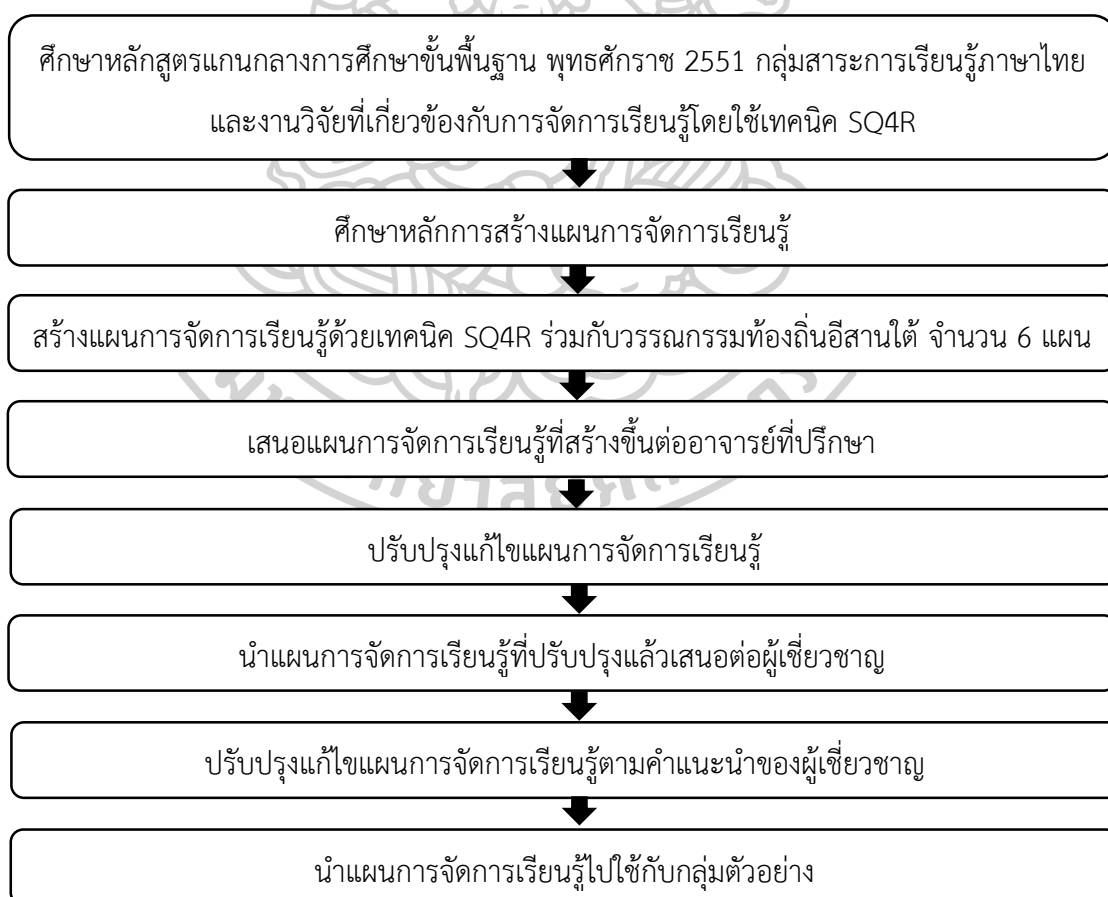 ศึกษาหลักสูตรแกนกลางการศึกษาขั้นพื้นฐาน พุทธศักราช 2551 กลุ่มสาระการเรียนรู้ภาษาไทย
และงานวิจัยที่เกี่ยวข้องกับการจัดการเรียนรู้โดยใช้เทคนิค SQ4R
ศึกษาหลักการสร้างแผนการจัดการเรียนรู้
สร้างแผนการจัดการเรียนรู้ด้วยเทคนิค SQ4R ร่วมกับวรรณกรรมท้องถิ่นอีสานใต้ จำนวน 6 แผน
เสนอแผนการจัดการเรียนรู้ที่สร้างขึ้นต่ออาจารย์ที่ปรึกษา
ปรับปรุงแก้ไขแผนการจัดการเรียนรู้
นำแผนการจัดการเรียนรู้ที่ปรับปรุงแล้วเสนอต่อผู้เชี่ยวชาญ
ปรับปรุงแก้ไขแผนการจัดการเรียนรู้ตามคำแนะนำของผู้เชี่ยวชาญ
นำแผนการจัดการเรียนรู้ไปใช้กับกลุ่มตัวอย่าง